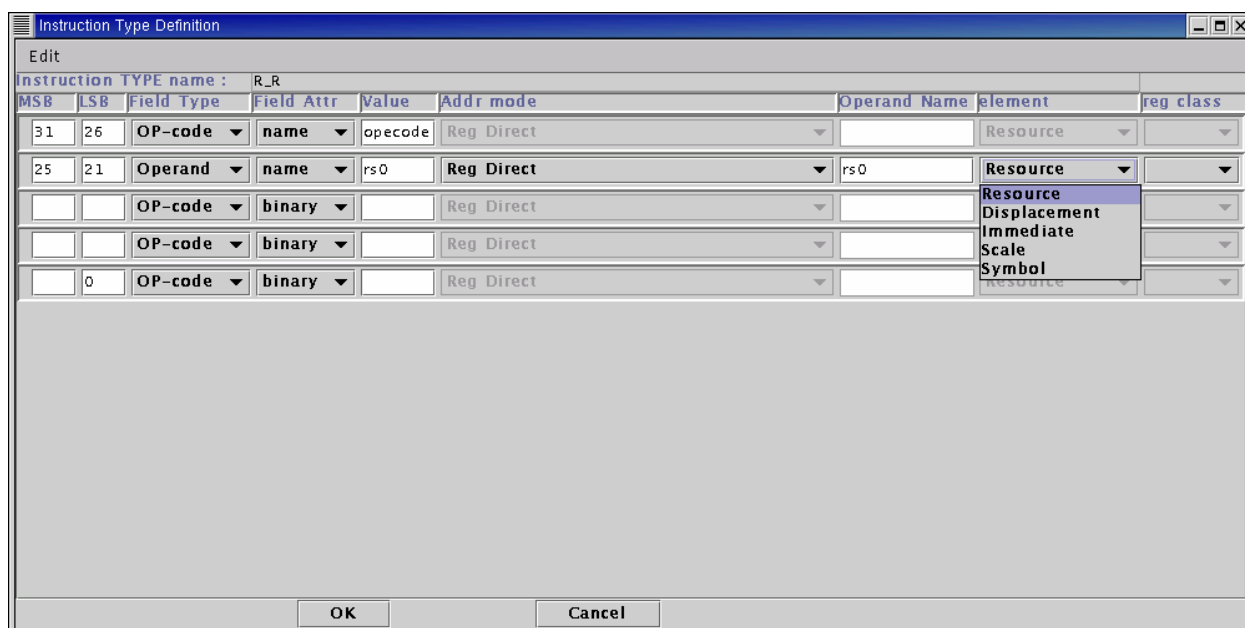 Instruction Type Definition
Edit
Instruction TYPE name : R_R
MSB LSB Field Type Field Attr Value Addr mode Operand Name element reg class
31 26 OP-code name opecode Reg Direct Resource
25 21 Operand name rs0 Reg Direct rs0 Resource
Resource
OP-code binary Reg Direct
Displacement
Immediate
OP-code binary Reg Direct
Scale
Symbol
0 OP-code binary Reg Direct Resource
OK Cancel